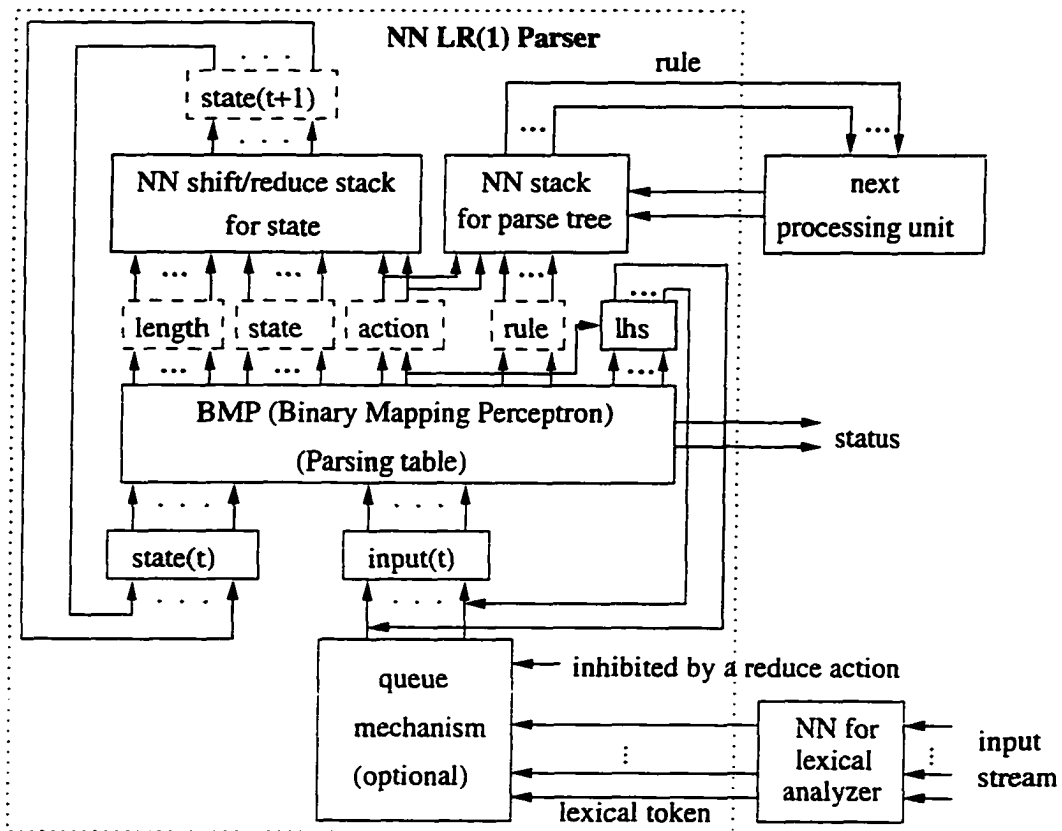 NN LR(1) Parser
rule
state(t+1)
NN shift/reduce stack
for state
NN stack
for parse tree
next
processing unit
length
state
action
rule
lhs
BMP (Binary Mapping Perceptron)
(Parsing table)
status
state(t)
input(t)
queue
mechanism
(optional)
inhibited by a reduce action
NN for
lexical
analyzer
input
stream
lexical token